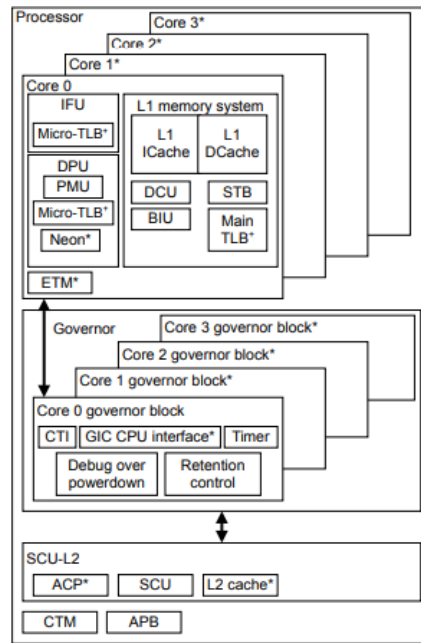 Processor
Core 3*
Core 2*
Core 1*
Core 0
IFU
Micro-TLB⁺
DPU
PMU
Micro-TLB⁺
Neon*
ETM*
L1 memory system
L1 ICache
L1 DCache
DCU
STB
BIU
Main TLB⁺
Governor
Core 3 governor block*
Core 2 governor block*
Core 1 governor block*
Core 0 governor block
CTI
GIC CPU interface*
Timer
Debug over powerdown
Retention control
SCU-L2
ACP*
SCU
L2 cache*
CTM
APB